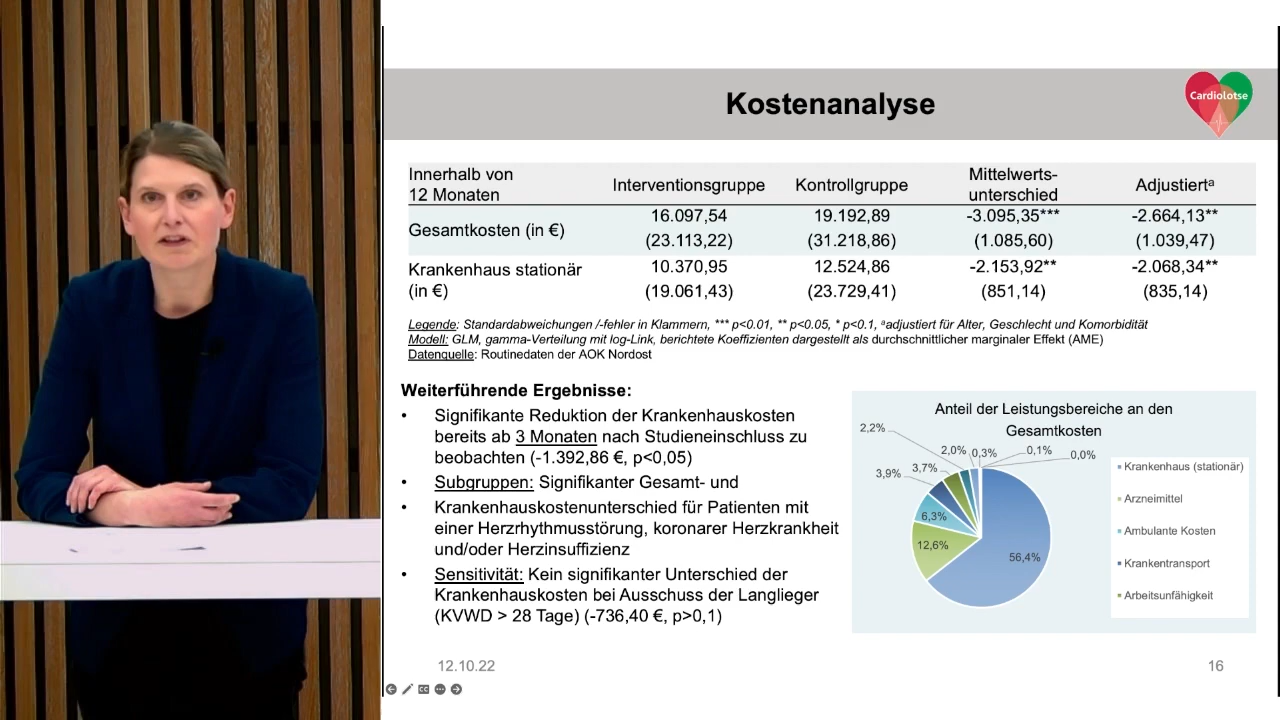 Kostenanalyse
Cardiolotse
Innerhalb von
12 Monaten
Interventionsgruppe
Kontrollgruppe
Mittelwerts-
unterschied
Adjustiertᵃ
Gesamtkosten (in €)
16.097,54
19.192,89
-3.095,35***
-2.664,13**
(23.113,22)
(31.218,86)
(1.085,60)
(1.039,47)
Krankenhaus stationär
(in €)
10.370,95
12.524,86
-2.153,92**
-2.068,34**
(19.061,43)
(23.729,41)
(851,14)
(835,14)
Legende: Standardabweichungen /-fehler in Klammern, *** p<0.01, ** p<0.05, * p<0.1, ᵃadjustiert für Alter, Geschlecht und Komorbidität
Modell: GLM, gamma-Verteilung mit log-Link, berichtete Koeffizienten dargestellt als durchschnittlicher marginaler Effekt (AME)
Datenquelle: Routinedaten der AOK Nordost
Weiterführende Ergebnisse:
• Signifikante Reduktion der Krankenhauskosten
bereits ab 3 Monaten nach Studieneinschluss zu
beobachten (-1.392,86 €, p<0,05)
• Subgruppen: Signifikanter Gesamt- und
• Krankenhauskostenunterschied für Patienten mit
einer Herzrhythmusstörung, koronarer Herzkrankheit
und/oder Herzinsuffizienz
• Sensitivität: Kein signifikanter Unterschied der
Krankenhauskosten bei Ausschuss der Langlieger
(KVWD > 28 Tage) (-736,40 €, p>0,1)
Anteil der Leistungsbereiche an den
Gesamtkosten
2,2%
2,0%
0,3%
0,1%
0,0%
3,9%
3,7%
6,3%
12,6%
56,4%
Krankenhaus (stationär)
Arzneimittel
Ambulante Kosten
Krankentransport
Arbeitsunfähigkeit
12.10.22
16